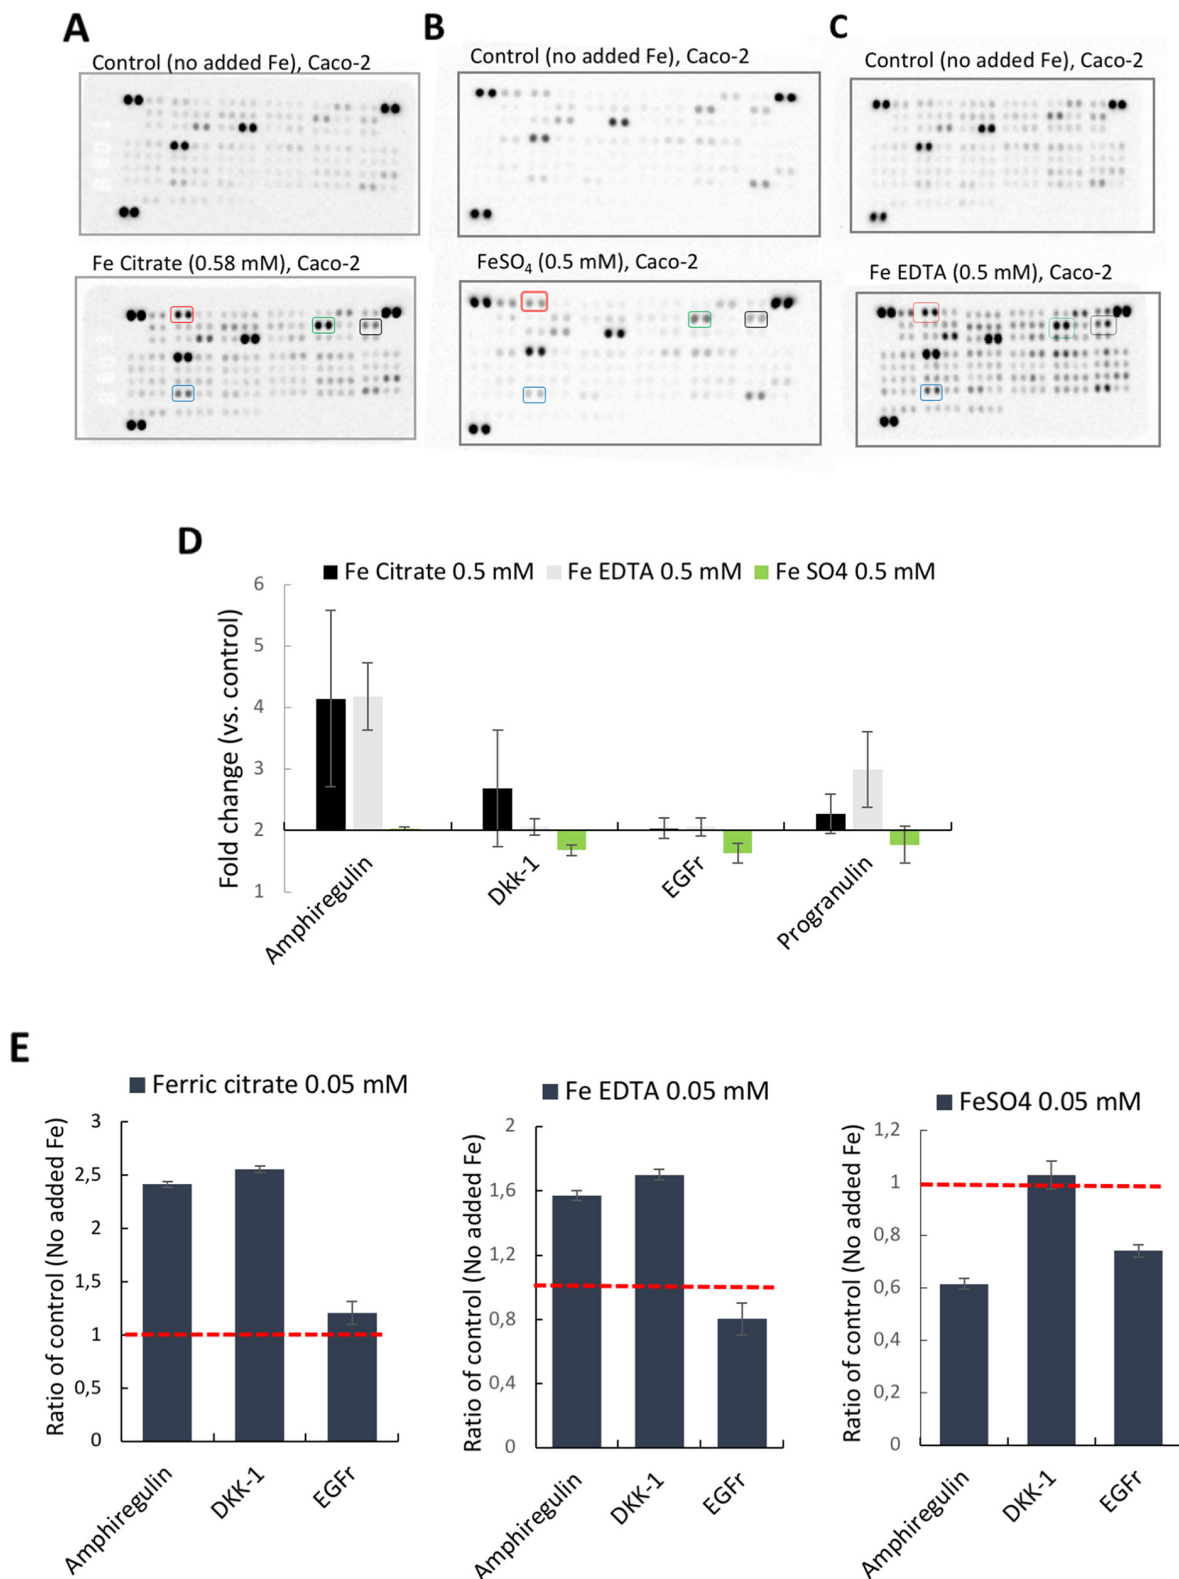 A
B
C
Control (no added Fe), Caco-2
Control (no added Fe), Caco-2
Control (no added Fe), Caco-2
Fe Citrate (0.58 mM), Caco-2
FeSO4 (0.5 mM), Caco-2
Fe EDTA (0.5 mM), Caco-2
D
Fe Citrate 0.5 mM Fe EDTA 0.5 mM Fe SO4 0.5 mM
Fold change (vs. control)
6
5
4
3
2
1
Amphiregulin
Dkk-1
EGFr
Progranulin
E
Ferric citrate 0.05 mM
Ratio of control (No added Fe)
3
2,5
2
1,5
1
0,5
0
Amphiregulin
DKK-1
EGFr
Fe EDTA 0.05 mM
Ratio of control (No added Fe)
2
1,6
1,2
0,8
0,4
0
Amphiregulin
DKK-1
EGFr
FeSO4 0.05 mM
Ratio of control (No added Fe)
1,2
1
0,8
0,6
0,4
0,2
0
Amphiregulin
DKK-1
EGFr